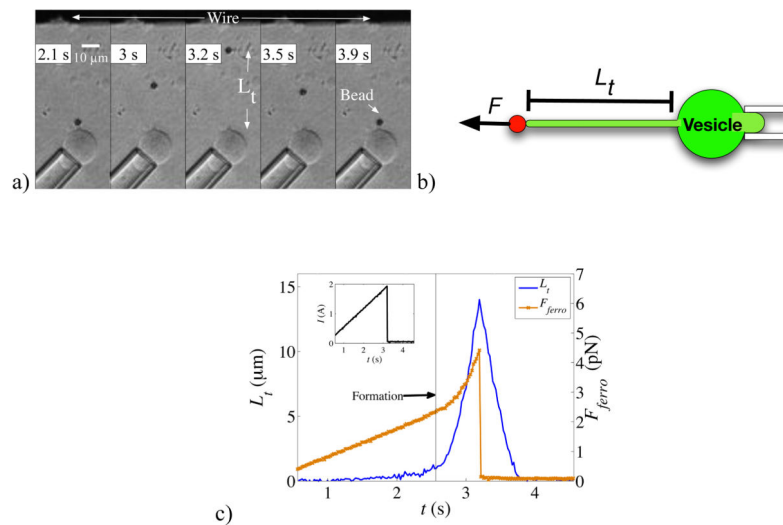 Wire
2.1 s
3 s
3.2 s
3.5 s
3.9 s
10 μm
L_t
Bead
a)
F
L_t
Vesicle
b)
L_t
F_ferro
I (A)
2
1
0
1 2 3 4
t (s)
Formation
L_t (μm)
15
10
5
0
F_ferro (pN)
7
6
5
4
3
2
1
0
1 2 3 4
t (s)
c)